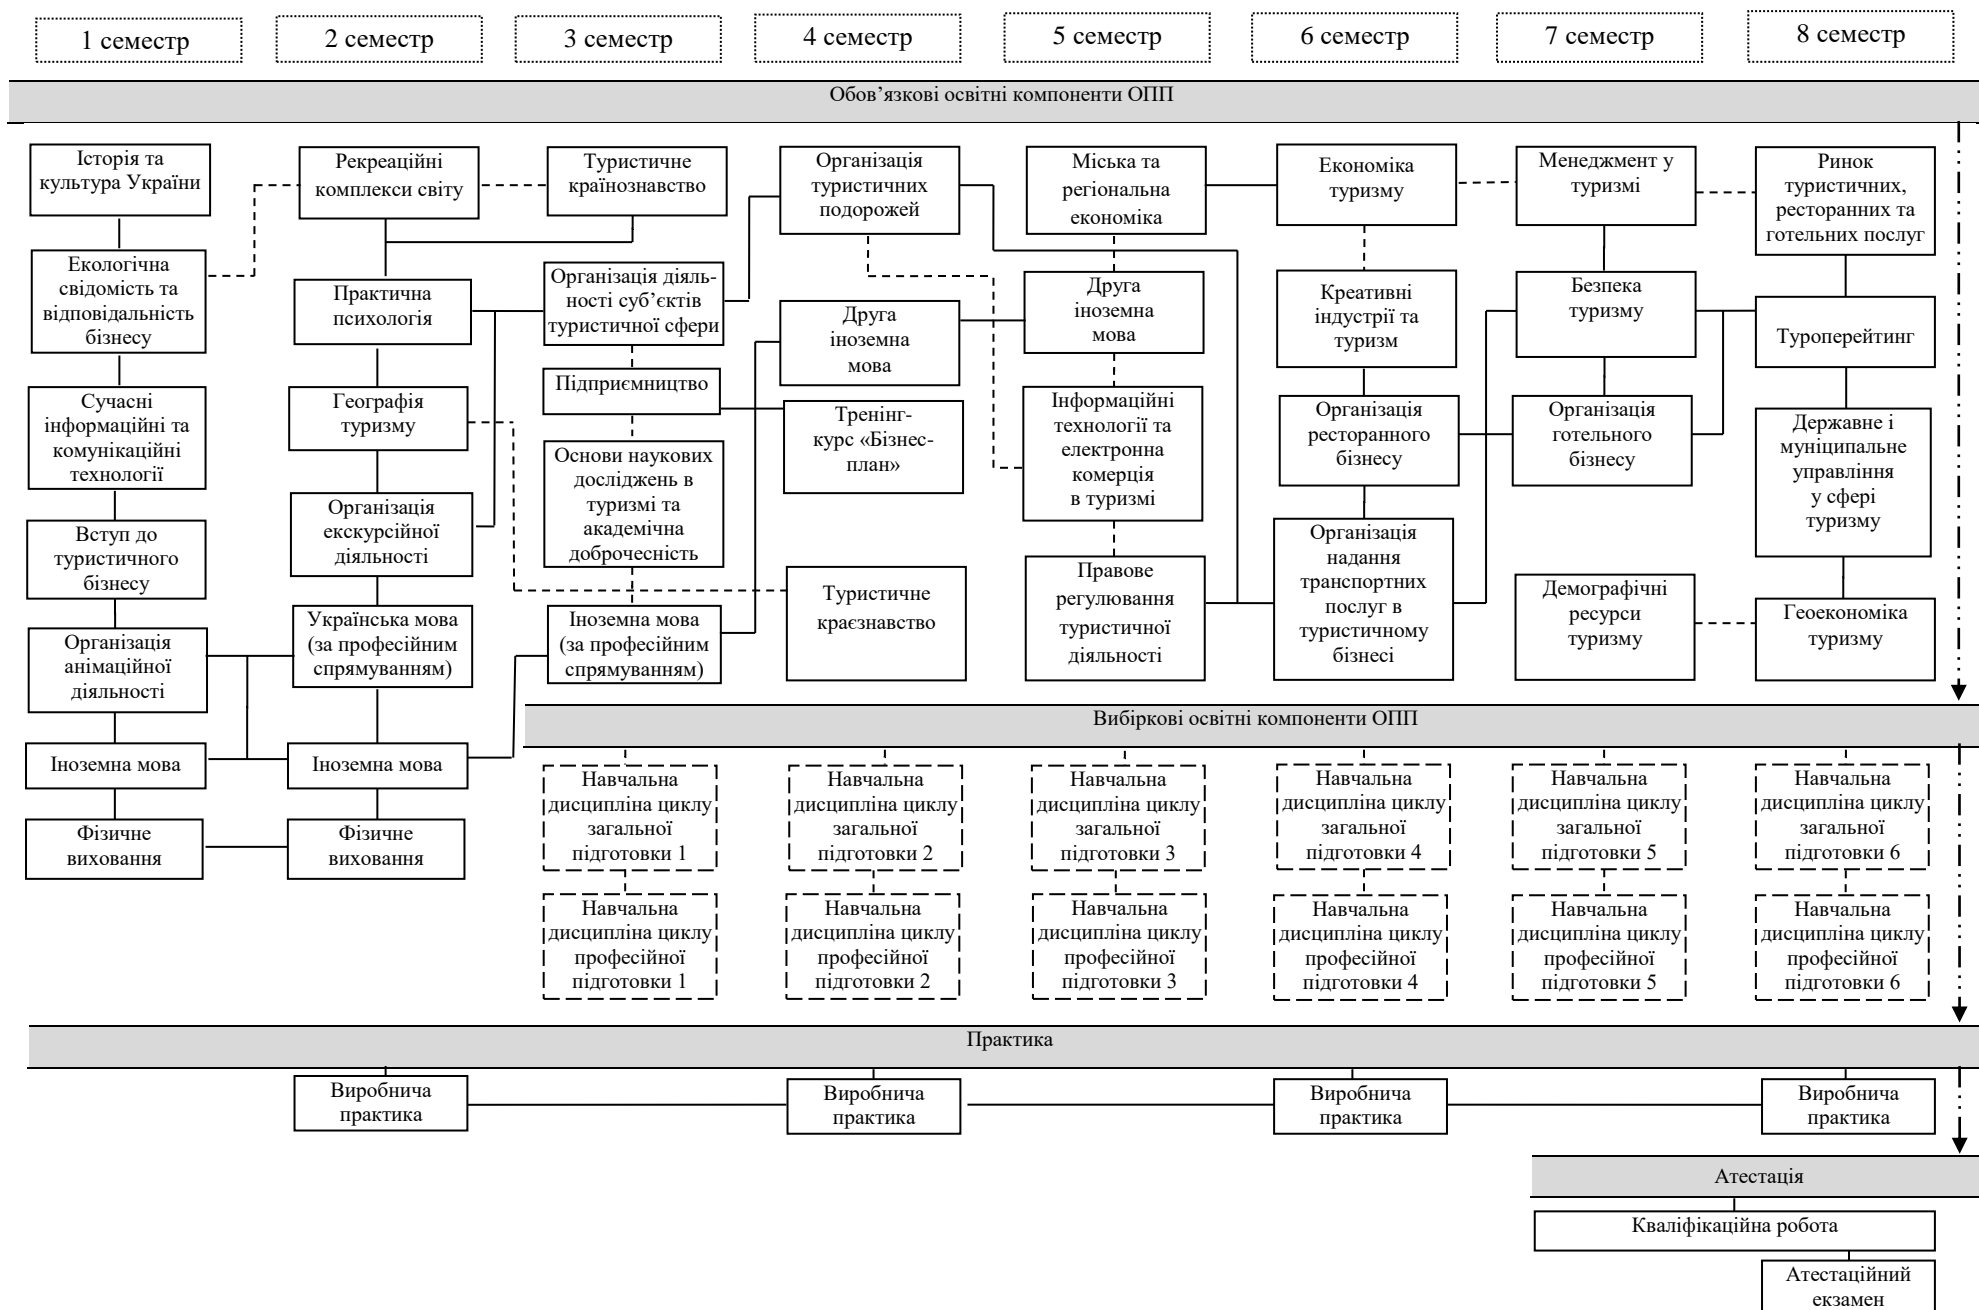 1 семестр
2 семестр
3 семестр
4 семестр
5 семестр
6 семестр
7 семестр
8 семестр
Обов’язкові освітні компоненти ОПП
Історія та
культура України
Екологічна
свідомість та
відповідальність
бізнесу
Сучасні
інформаційні та
комунікаційні
технології
Вступ до
туристичного
бізнесу
Організація
анімаційної
діяльності
Іноземна мова
Фізичне
виховання
Рекреаційні
комплекси світу
Практична
психологія
Географія
туризму
Організація
екскурсійної
діяльності
Українська мова
(за професійним
спрямуванням)
Іноземна мова
Фізичне
виховання
Туристичне
країнознавство
Організація діяль-
ності суб’єктів
туристичної сфери
Підприємництво
Основи наукових
досліджень в
туризмі та
академічна
доброчесність
Іноземна мова
(за професійним
спрямуванням)
Організація
туристичних
подорожей
Друга
іноземна
мова
Тренінг-
курс «Бізнес-
план»
Туристичне
краєзнавство
Міська та
регіональна
економіка
Друга
іноземна
мова
Інформаційні
технології та
електронна
комерція
в туризмі
Правове
регулювання
туристичної
діяльності
Економіка
туризму
Креативні
індустрії та
туризм
Організація
ресторанного
бізнесу
Організація
надання
транспортних
послуг в
туристичному
бізнесі
Менеджмент у
туризмі
Безпека
туризму
Організація
готельного
бізнесу
Демографічні
ресурси
туризму
Ринок
туристичних,
ресторанних та
готельних послуг
Туроперейтинг
Державне і
муніципальне
управління
у сфері
туризму
Геоекономіка
туризму
Вибіркові освітні компоненти ОПП
Навчальна
дисципліна циклу
загальної
підготовки 1
Навчальна
дисципліна циклу
загальної
підготовки 2
Навчальна
дисципліна циклу
загальної
підготовки 3
Навчальна
дисципліна циклу
загальної
підготовки 4
Навчальна
дисципліна циклу
загальної
підготовки 5
Навчальна
дисципліна циклу
загальної
підготовки 6
Навчальна
дисципліна циклу
професійної
підготовки 1
Навчальна
дисципліна циклу
професійної
підготовки 2
Навчальна
дисципліна циклу
професійної
підготовки 3
Навчальна
дисципліна циклу
професійної
підготовки 4
Навчальна
дисципліна циклу
професійної
підготовки 5
Навчальна
дисципліна циклу
професійної
підготовки 6
Практика
Виробнича
практика
Виробнича
практика
Виробнича
практика
Виробнича
практика
Атестація
Кваліфікаційна робота
Атестаційний
екзамен